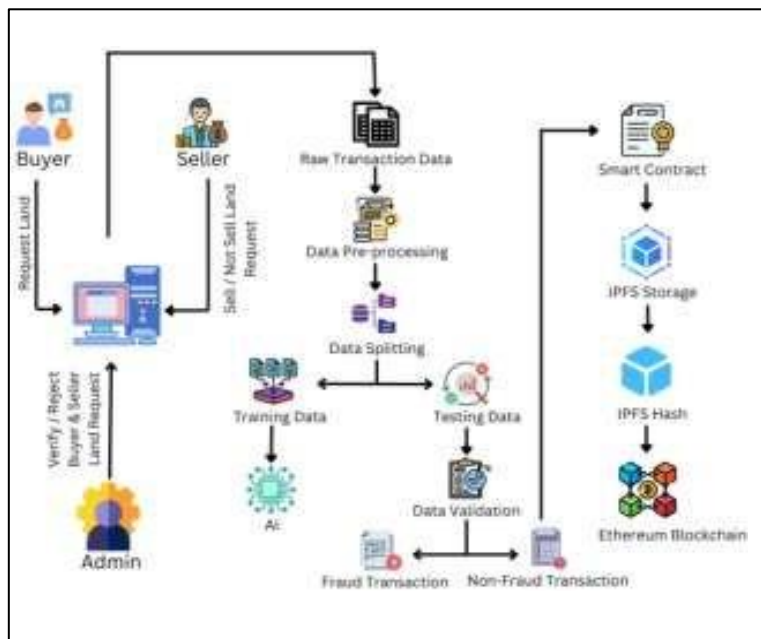 Buyer
Seller
Request Land
Sell / Not Sell Land
Request
Verify / Reject
Buyer & Seller
Land Request
Admin
Raw Transaction Data
Data Pre-processing
Data Splitting
Training Data
Testing Data
Ai
Data Validation
Fraud Transaction
Non-Fraud Transaction
Smart Contract
IPFS Storage
IPFS Hash
Ethereum Blockchain